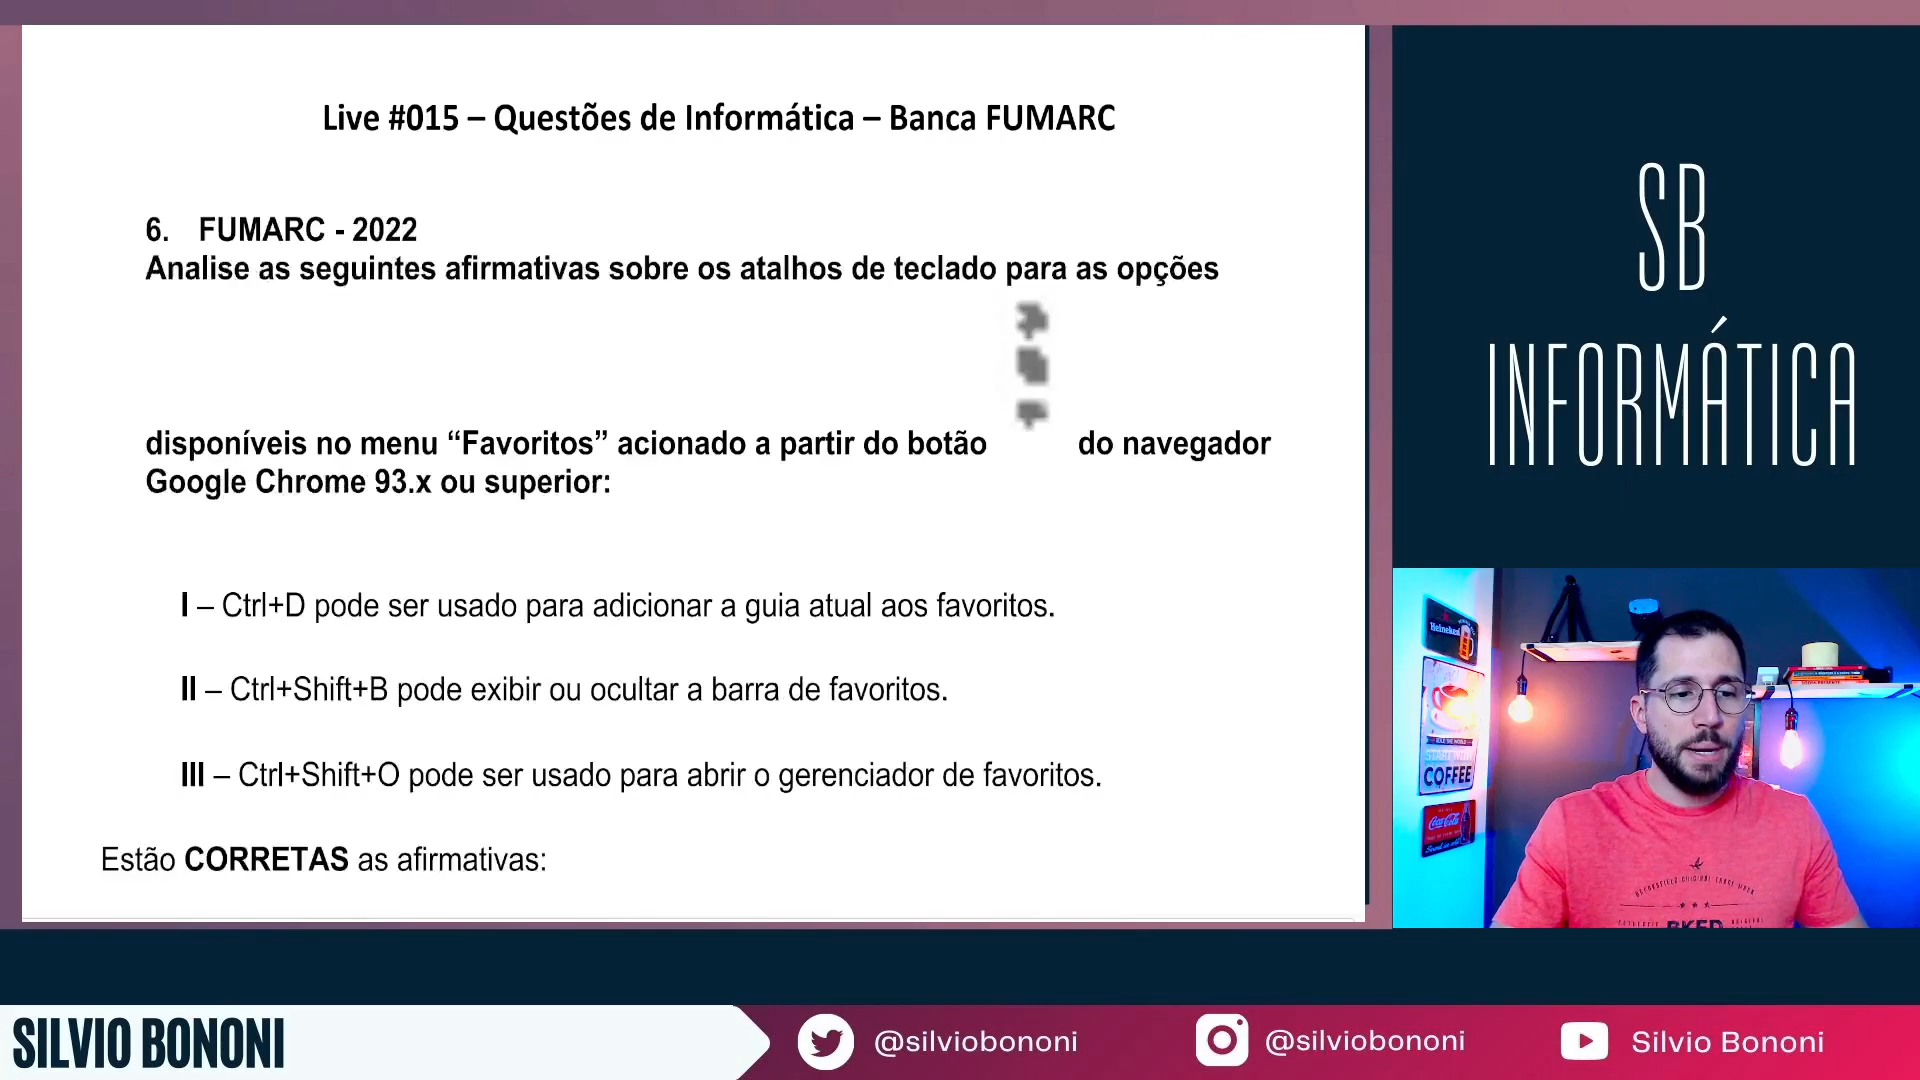 Live #015 – Questões de Informática – Banca FUMARC
6. FUMARC - 2022
Analise as seguintes afirmativas sobre os atalhos de teclado para as opções
disponíveis no menu “Favoritos” acionado a partir do botão do navegador
Google Chrome 93.x ou superior:
I – Ctrl+D pode ser usado para adicionar a guia atual aos favoritos.
II – Ctrl+Shift+B pode exibir ou ocultar a barra de favoritos.
III – Ctrl+Shift+O pode ser usado para abrir o gerenciador de favoritos.
Estão CORRETAS as afirmativas:
SB
INFORMÁTICA
Heineken
COFFEE
Coca-Cola
SILVIO BONONI
@silviobononi
@silviobononi
Silvio Bononi